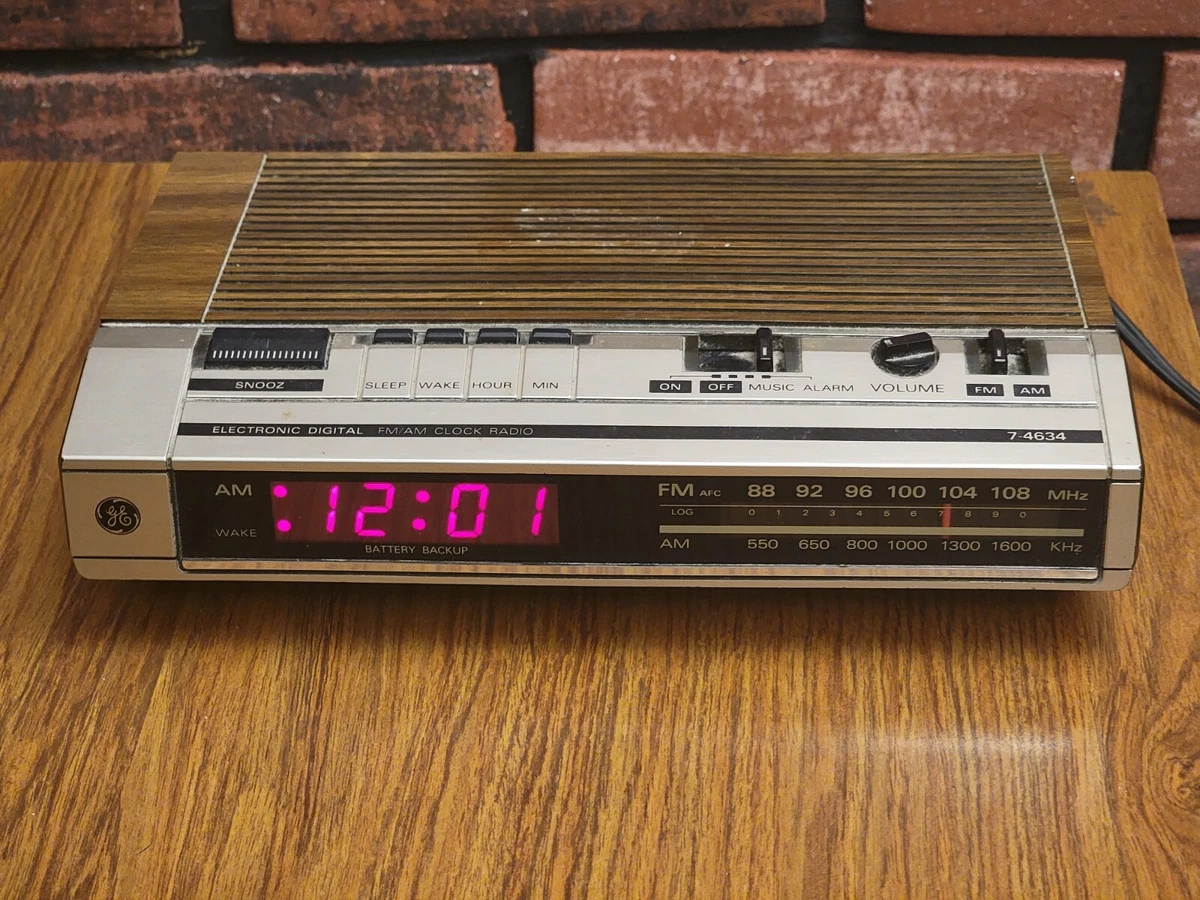 SNOOZ
SLEEP WAKE HOUR MIN
ON OFF MUSIC ALARM
VOLUME
FM AM
ELECTRONIC DIGITAL FM/AM CLOCK RADIO
7-4634
GE
AM
12:01
WAKE
BATTERY BACKUP
FM AFC 88 92 96 100 104 108 MHz
LOG 0 1 2 3 4 5 6 7 8 9 0
AM 550 650 800 1000 1300 1600 KHz